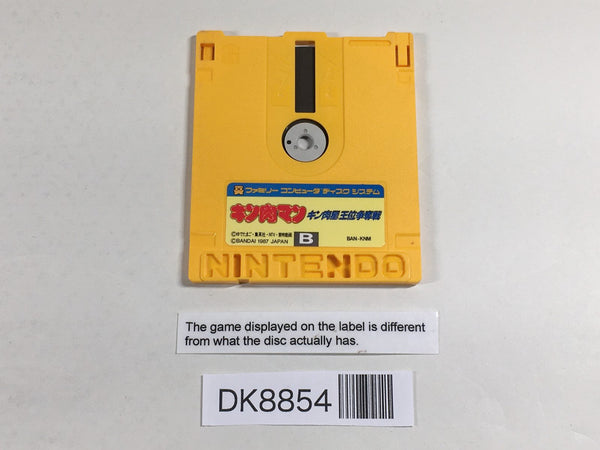 ファミリー コンピュータ ディスク システム
キン肉マン キン肉星王位争奪戦
©ゆでたまご・集英社・NTV・東映動画
©BANDAI 1987 JAPAN B BAN-KNM
NINTENDO
The game displayed on the label is different
from what the disc actually has.
DK8854